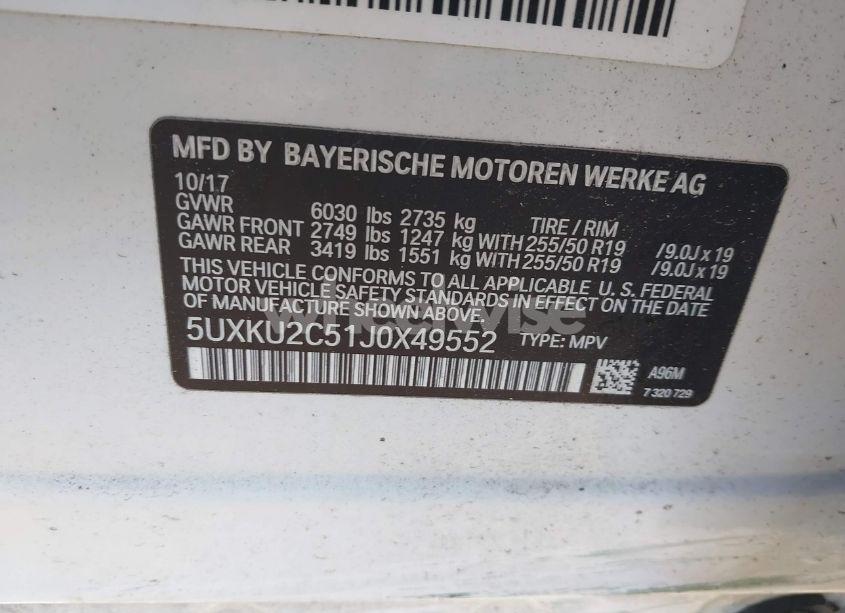 MFD BY BAYERISCHE MOTOREN WERKE AG
10/17
GVWR 6030 lbs 2735 kg TIRE / RIM
GAWR FRONT 2749 lbs 1247 kg WITH 255/50 R19 /9.0J x 19
GAWR REAR 3419 lbs 1551 kg WITH 255/50 R19 /9.0J x 19
THIS VEHICLE CONFORMS TO ALL APPLICABLE U. S. FEDERAL
MOTOR VEHICLE SAFETY STANDARDS IN EFFECT ON THE DATE
OF MANUFACTURE SHOWN ABOVE.
5UXKU2C51J0X49552 TYPE: MPV
A96M
7 320 729